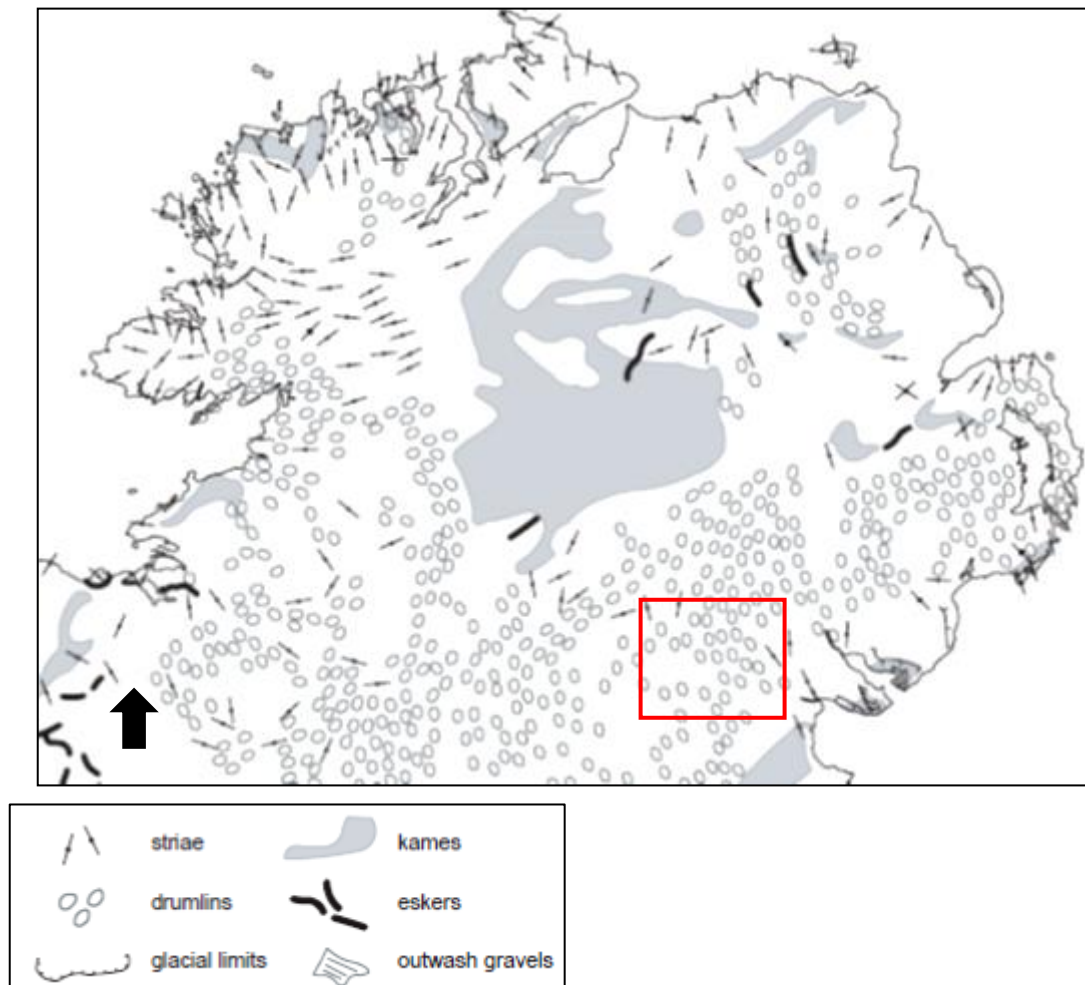 striae
kames
drumlins
eskers
glacial limits
outwash gravels